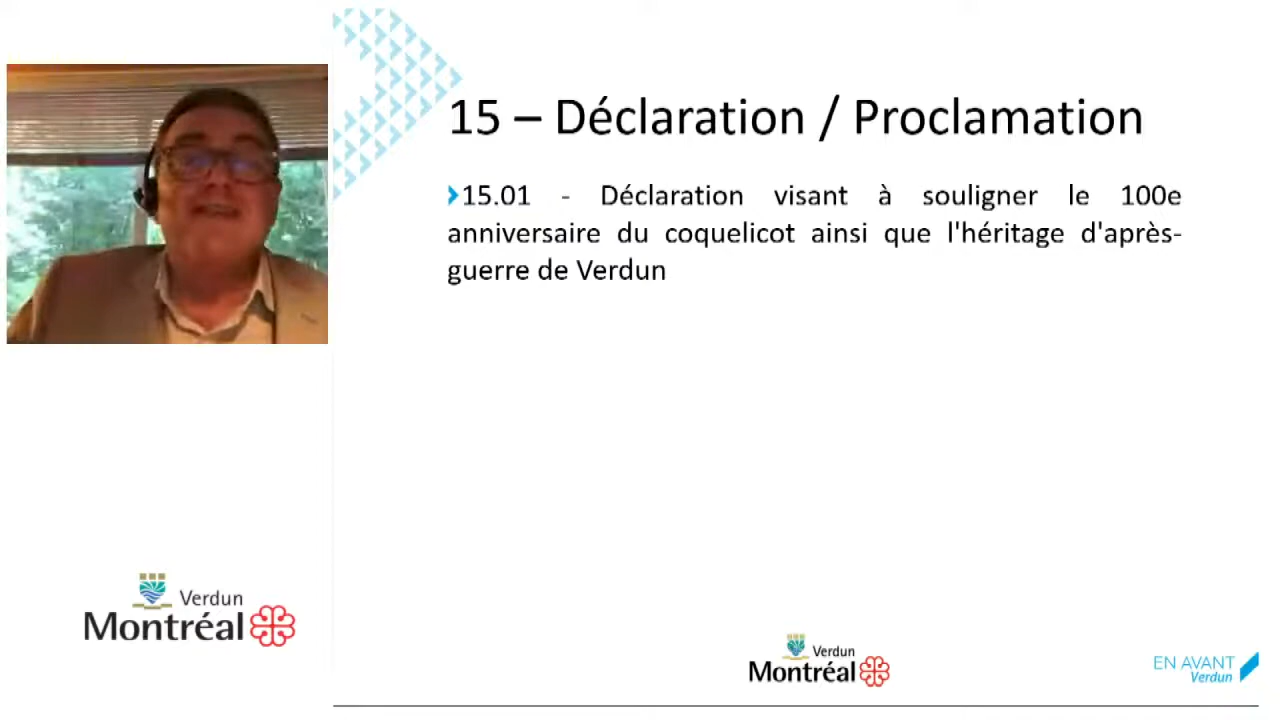 15 – Déclaration / Proclamation
15.01 - Déclaration visant à souligner le 100e
anniversaire du coquelicot ainsi que l'héritage d'après-
guerre de Verdun
Verdun
Montréal
Verdun
Montréal
EN AVANT
Verdun